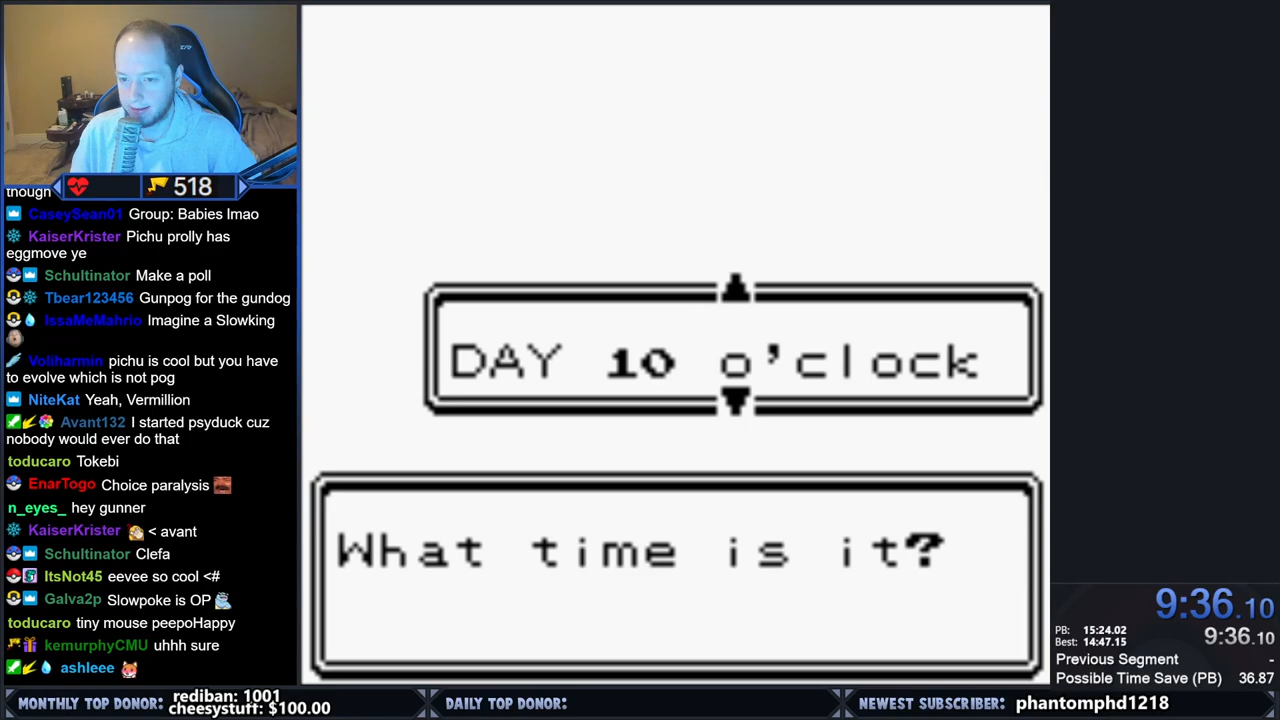 518
though
CaseySean01 Group: Babies lmao
KaiserKrister Pichu prolly has
eggmove ye
Schultinator Make a poll
Tbear123456 Gunpog for the gundog
IssaMeMahrio Imagine a Slowking
Voliharmin pichu is cool but you have
to evolve which is not pog
NiteKat Yeah, Vermillion
Avant132 I started psyduck cuz
nobody would ever do that
toducaro Tokebi
EnarTogo Choice paralysis
n_eyes_ hey gunner
KaiserKrister < avant
Schultinator Clefa
ItsNot45 eevee so cool <#
Galva2p Slowpoke is OP
toducaro tiny mouse peepoHappy
kemurphyCMU uhhh sure
ashleee
DAY 10 o'clock
What time is it?
9:36.10
PB: 15:24.02
Best: 14:47.15
9:36.10
Previous Segment -
Possible Time Save (PB) 36.87
MONTHLY TOP DONOR: rediban: 1001
cheesystuff: $100.00
DAILY TOP DONOR:
NEWEST SUBSCRIBER: phantomphd1218